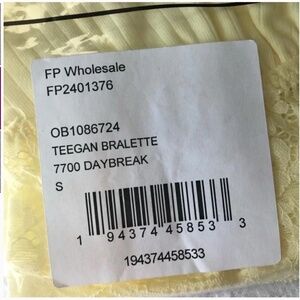 FP Wholesale
FP2401376
OB1086724
TEEGAN BRALETTE
7700 DAYBREAK
S
1 94374 45853 3
194374458533